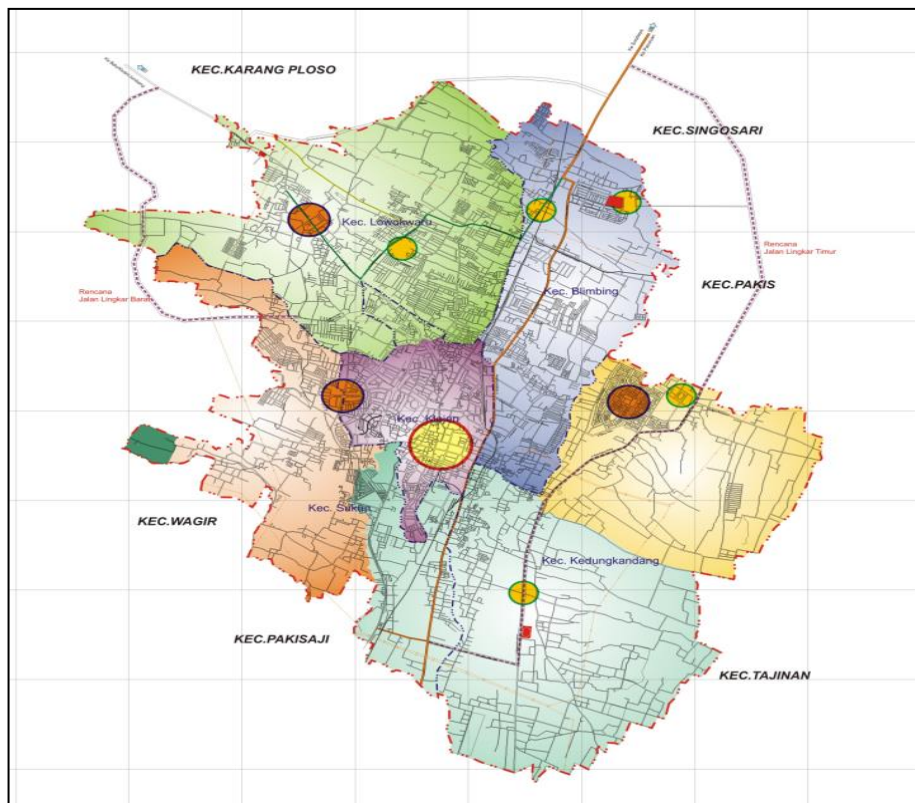 KEC.KARANG PLOSO
KEC.SINGOSARI
Kec. Lowokwaru
Rencana
Jalan Lingkar Timur
KEC.PAKIS
Kec. Blimbing
Rencana
Jalan Lingkar Barat
Kec. Klojen
Kec. Sukun
KEC.WAGIR
Kec. Kedungkandang
KEC.PAKISAJI
KEC.TAJINAN